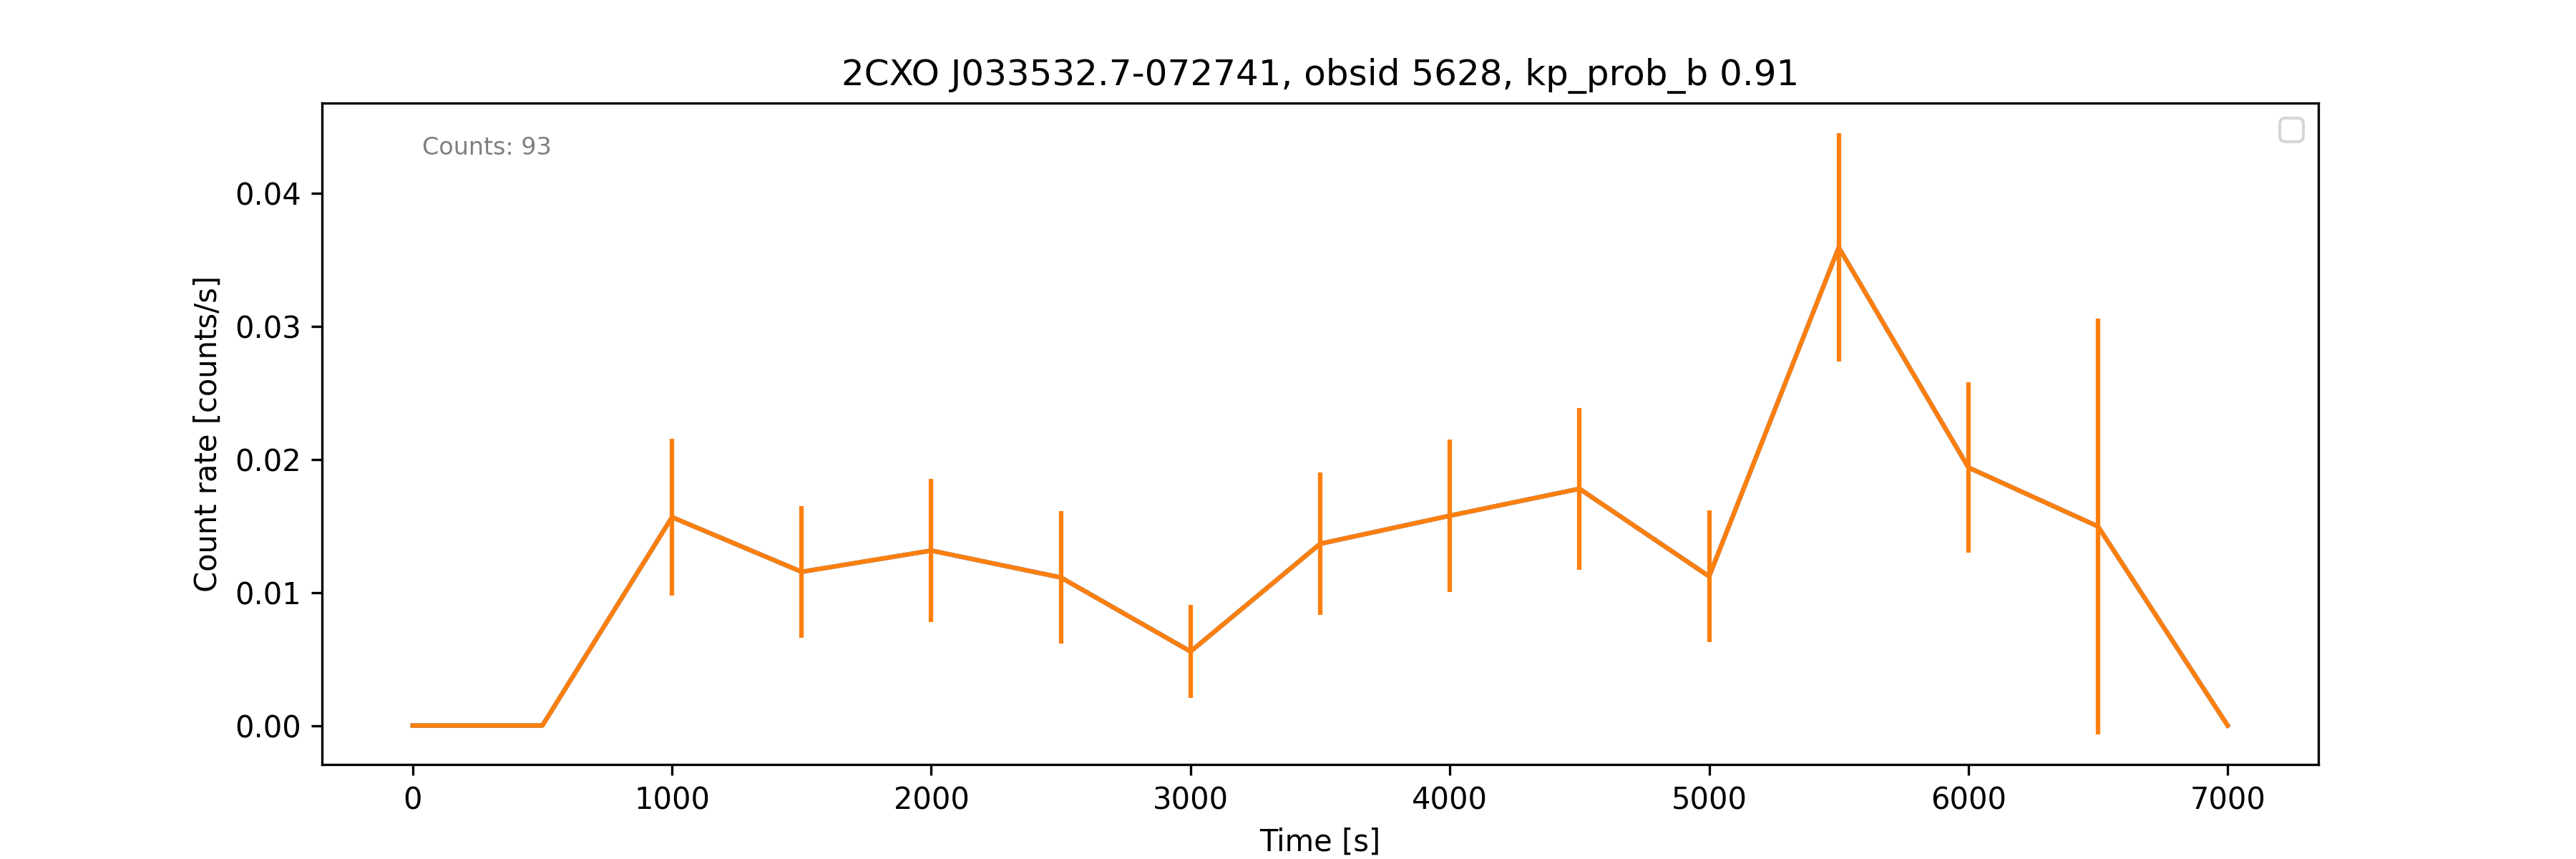 2CXO J033532.7-072741, obsid 5628, kp_prob_b 0.91
Counts: 93
0.04
0.03
0.02
0.01
0.00
Count rate [counts/s]
0 1000 2000 3000 4000 5000 6000 7000
Time [s]